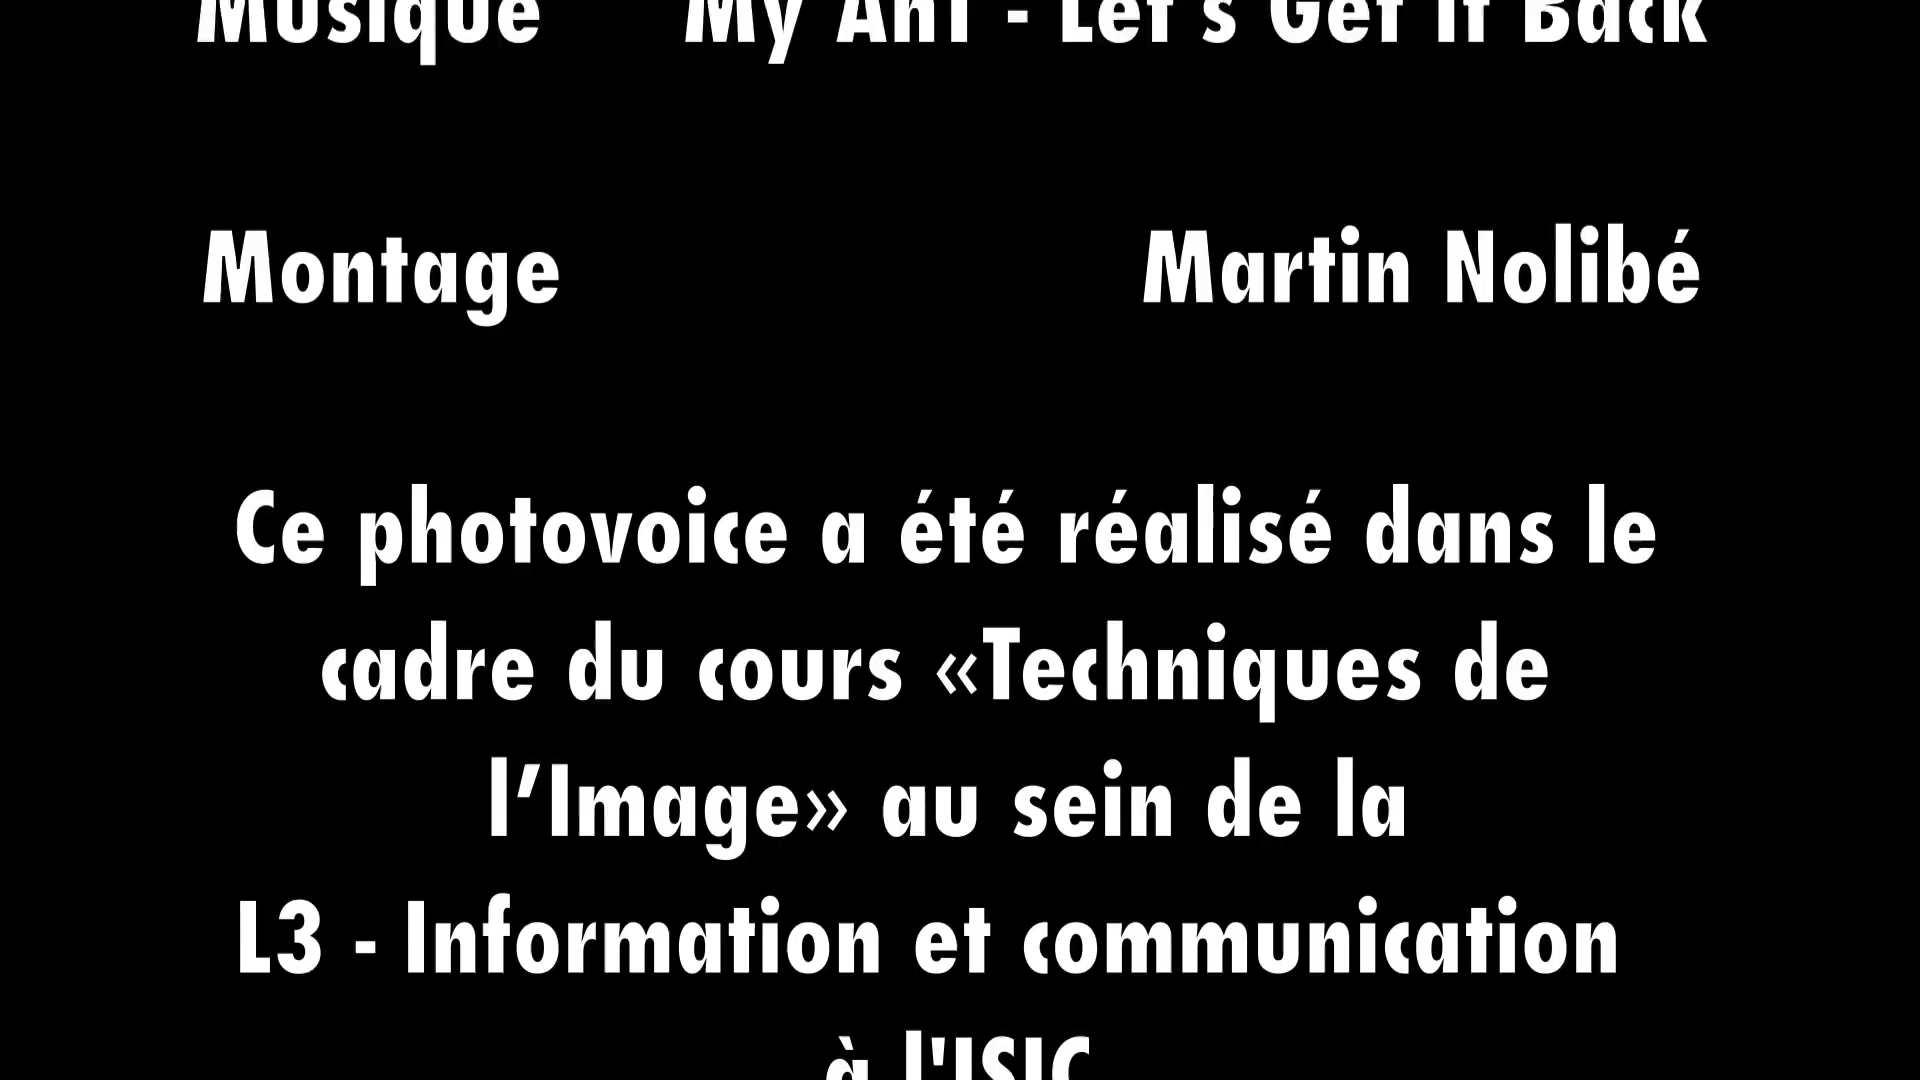 Musique My Ant - Let's Get It Back
Montage Martin Nolibé
Ce photovoice a été réalisé dans le
cadre du cours «Techniques de
l’Image» au sein de la
L3 - Information et communication
à l'ISIC